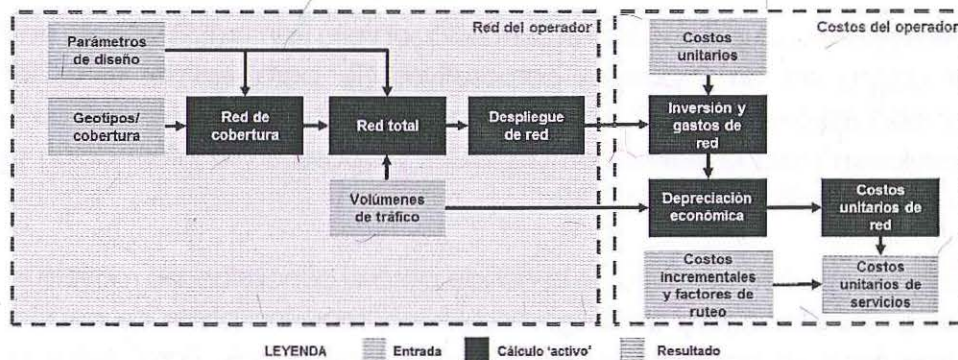 Red del operador
Costos del operador
Parámetros
de diseño
Costos
unitarios
Geotipos/
cobertura
Red de
cobertura
Red total
Despliegue
de red
Inversión y
gastos de
red
Volúmenes
de tráfico
Depreciación
económica
Costos
unitarios de
red
Costos
incrementales
y factores de
ruteo
Costos
unitarios de
servicios
LEYENDA
Entrada
Cálculo 'activo'
Resultado